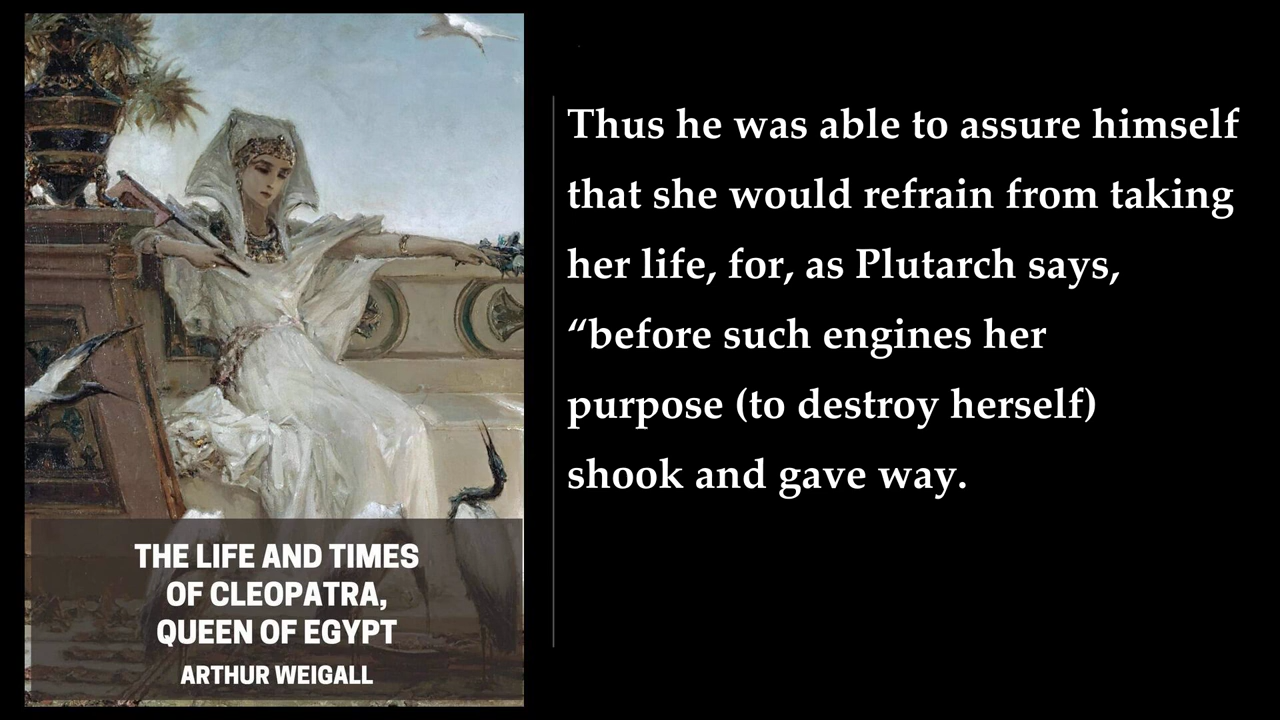 THE LIFE AND TIMES
OF CLEOPATRA,
QUEEN OF EGYPT
ARTHUR WEIGALL
Thus he was able to assure himself
that she would refrain from taking
her life, for, as Plutarch says,
“before such engines her
purpose (to destroy herself)
shook and gave way.